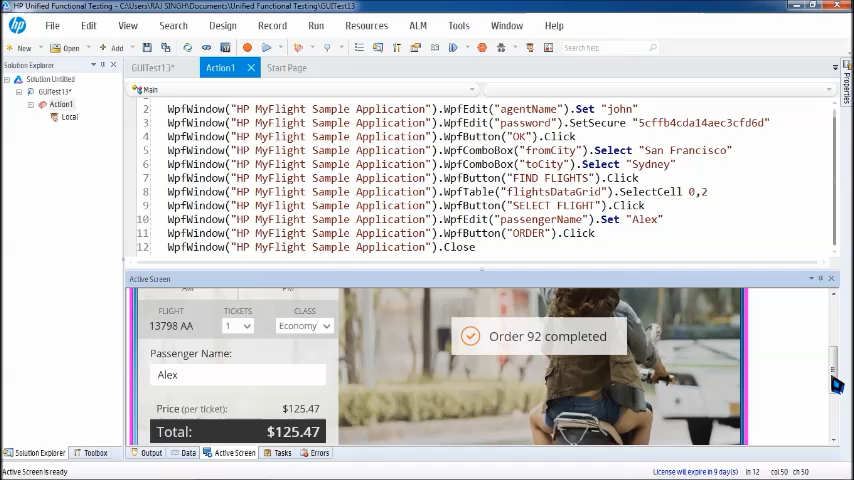 HP Unified Functional Testing - C:\Users\RAJ SINGH\Documents\Unified Functional Testing\GUITest13
hp File Edit View Search Design Record Run Resources ALM Tools Window Help
New Open Add Search help
Solution Explorer
GUITest13* Action1 Start Page
Solution Untitled
GUITest13*
Action1
Local
Main
Properties
2 WpfWindow("HP MyFlight Sample Application").WpfEdit("agentName").Set "john"
3 WpfWindow("HP MyFlight Sample Application").WpfEdit("password").SetSecure "5cffb4cda14aec3cfd6d"
4 WpfWindow("HP MyFlight Sample Application").WpfButton("OK").Click
5 WpfWindow("HP MyFlight Sample Application").WpfComboBox("fromCity").Select "San Francisco"
6 WpfWindow("HP MyFlight Sample Application").WpfComboBox("toCity").Select "Sydney"
7 WpfWindow("HP MyFlight Sample Application").WpfButton("FIND FLIGHTS").Click
8 WpfWindow("HP MyFlight Sample Application").WpfTable("flightsDataGrid").SelectCell 0,2
9 WpfWindow("HP MyFlight Sample Application").WpfButton("SELECT FLIGHT").Click
10 WpfWindow("HP MyFlight Sample Application").WpfEdit("passengerName").Set "Alex"
11 WpfWindow("HP MyFlight Sample Application").WpfButton("ORDER").Click
12 WpfWindow("HP MyFlight Sample Application").Close
Active Screen
AM PM
FLIGHT TICKETS CLASS
13798 AA 1 Economy
Order 92 completed
Passenger Name:
Alex
Price (per ticket): $125.47
Total: $125.47
Solution Explorer Toolbox Output Data Active Screen Tasks Errors
Active Screen is ready License will expire in 9 day(s) ln 12 col 50 ch 50